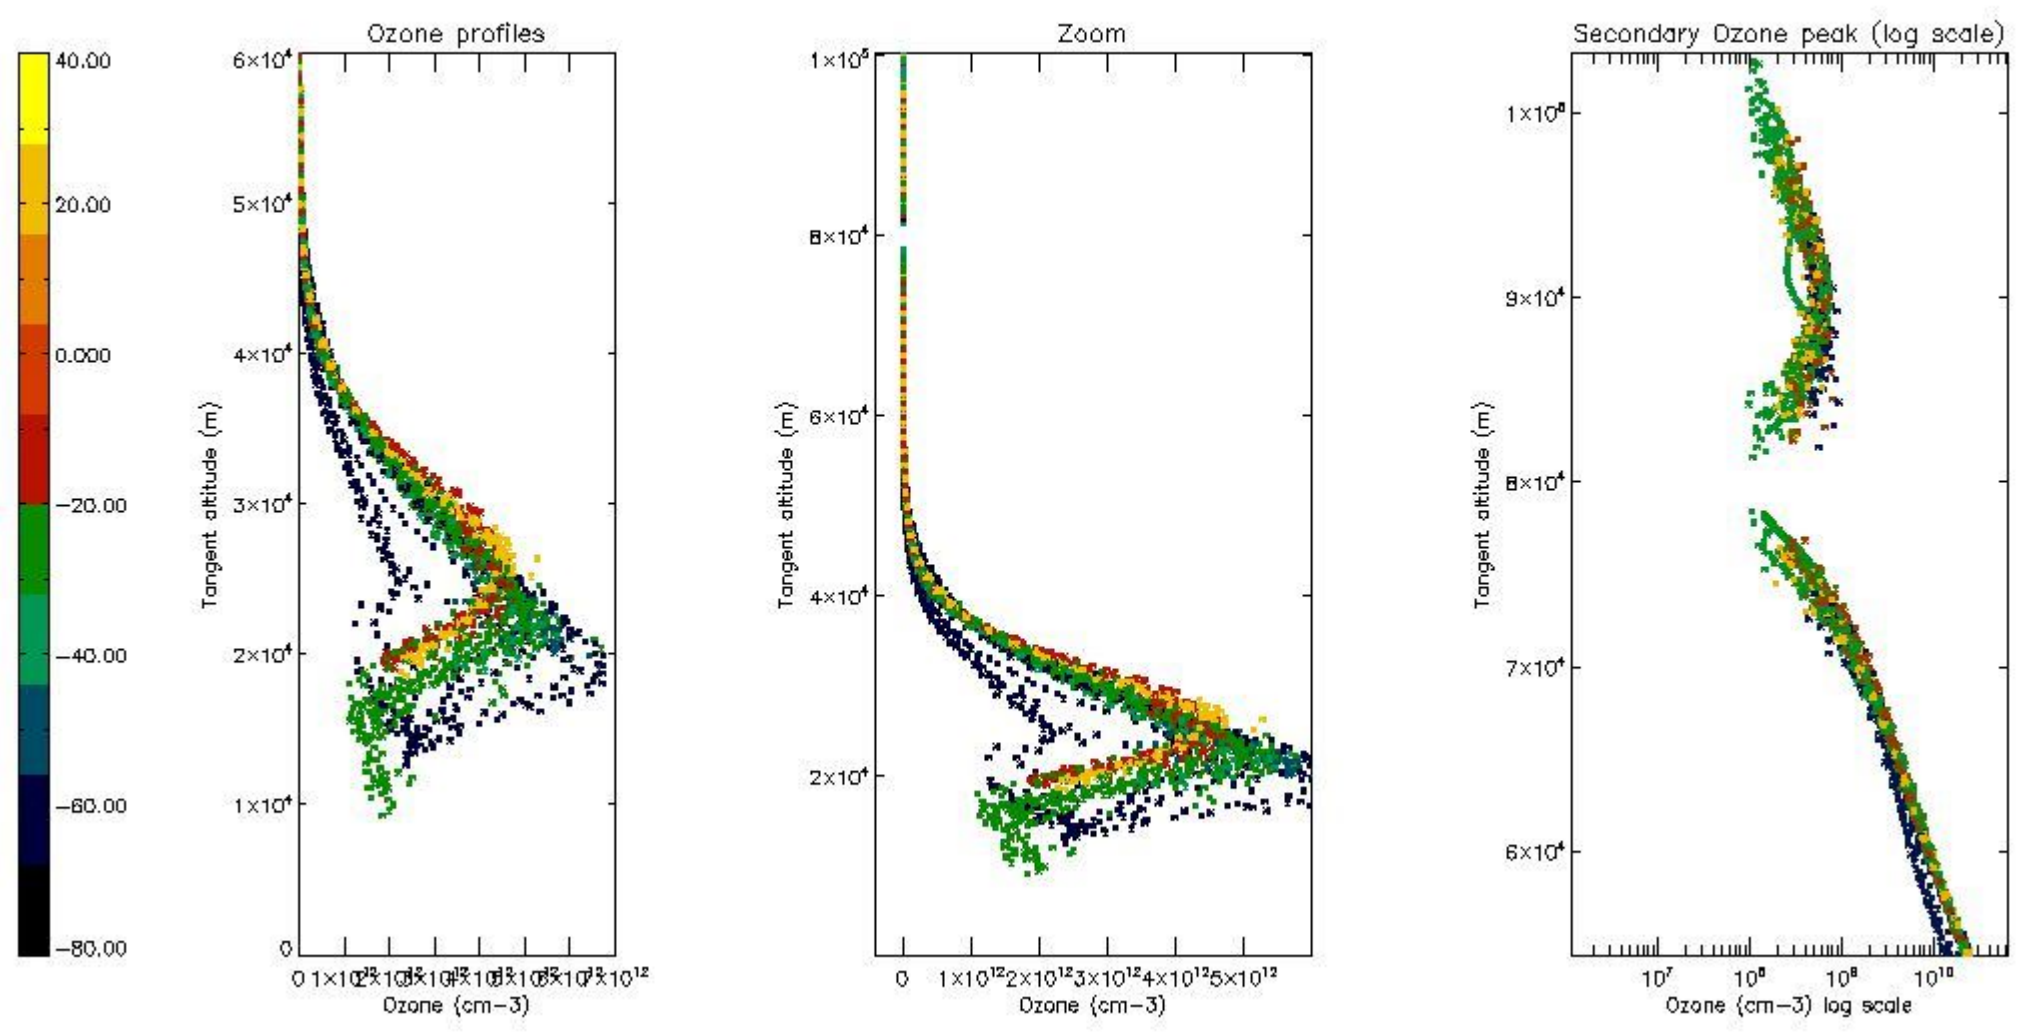 Ozone profiles
Zoom
Secondary Ozone peak (log scale)
40.00
20.00
0.000
−20.00
−40.00
−60.00
−80.00
6×10⁴
5×10⁴
4×10⁴
3×10⁴
2×10⁴
1×10⁴
0
Tangent altitude (m)
0
7×10¹²
Ozone (cm−3)
1×10⁵
8×10⁴
6×10⁴
4×10⁴
2×10⁴
Tangent altitude (m)
0 1×10¹² 2×10¹² 3×10¹² 4×10¹² 5×10¹²
Ozone (cm−3)
9×10⁴
8×10⁴
7×10⁴
6×10⁴
Tangent altitude (m)
10⁷ 10⁸ 10⁹ 10¹⁰
Ozone (cm−3) log scale